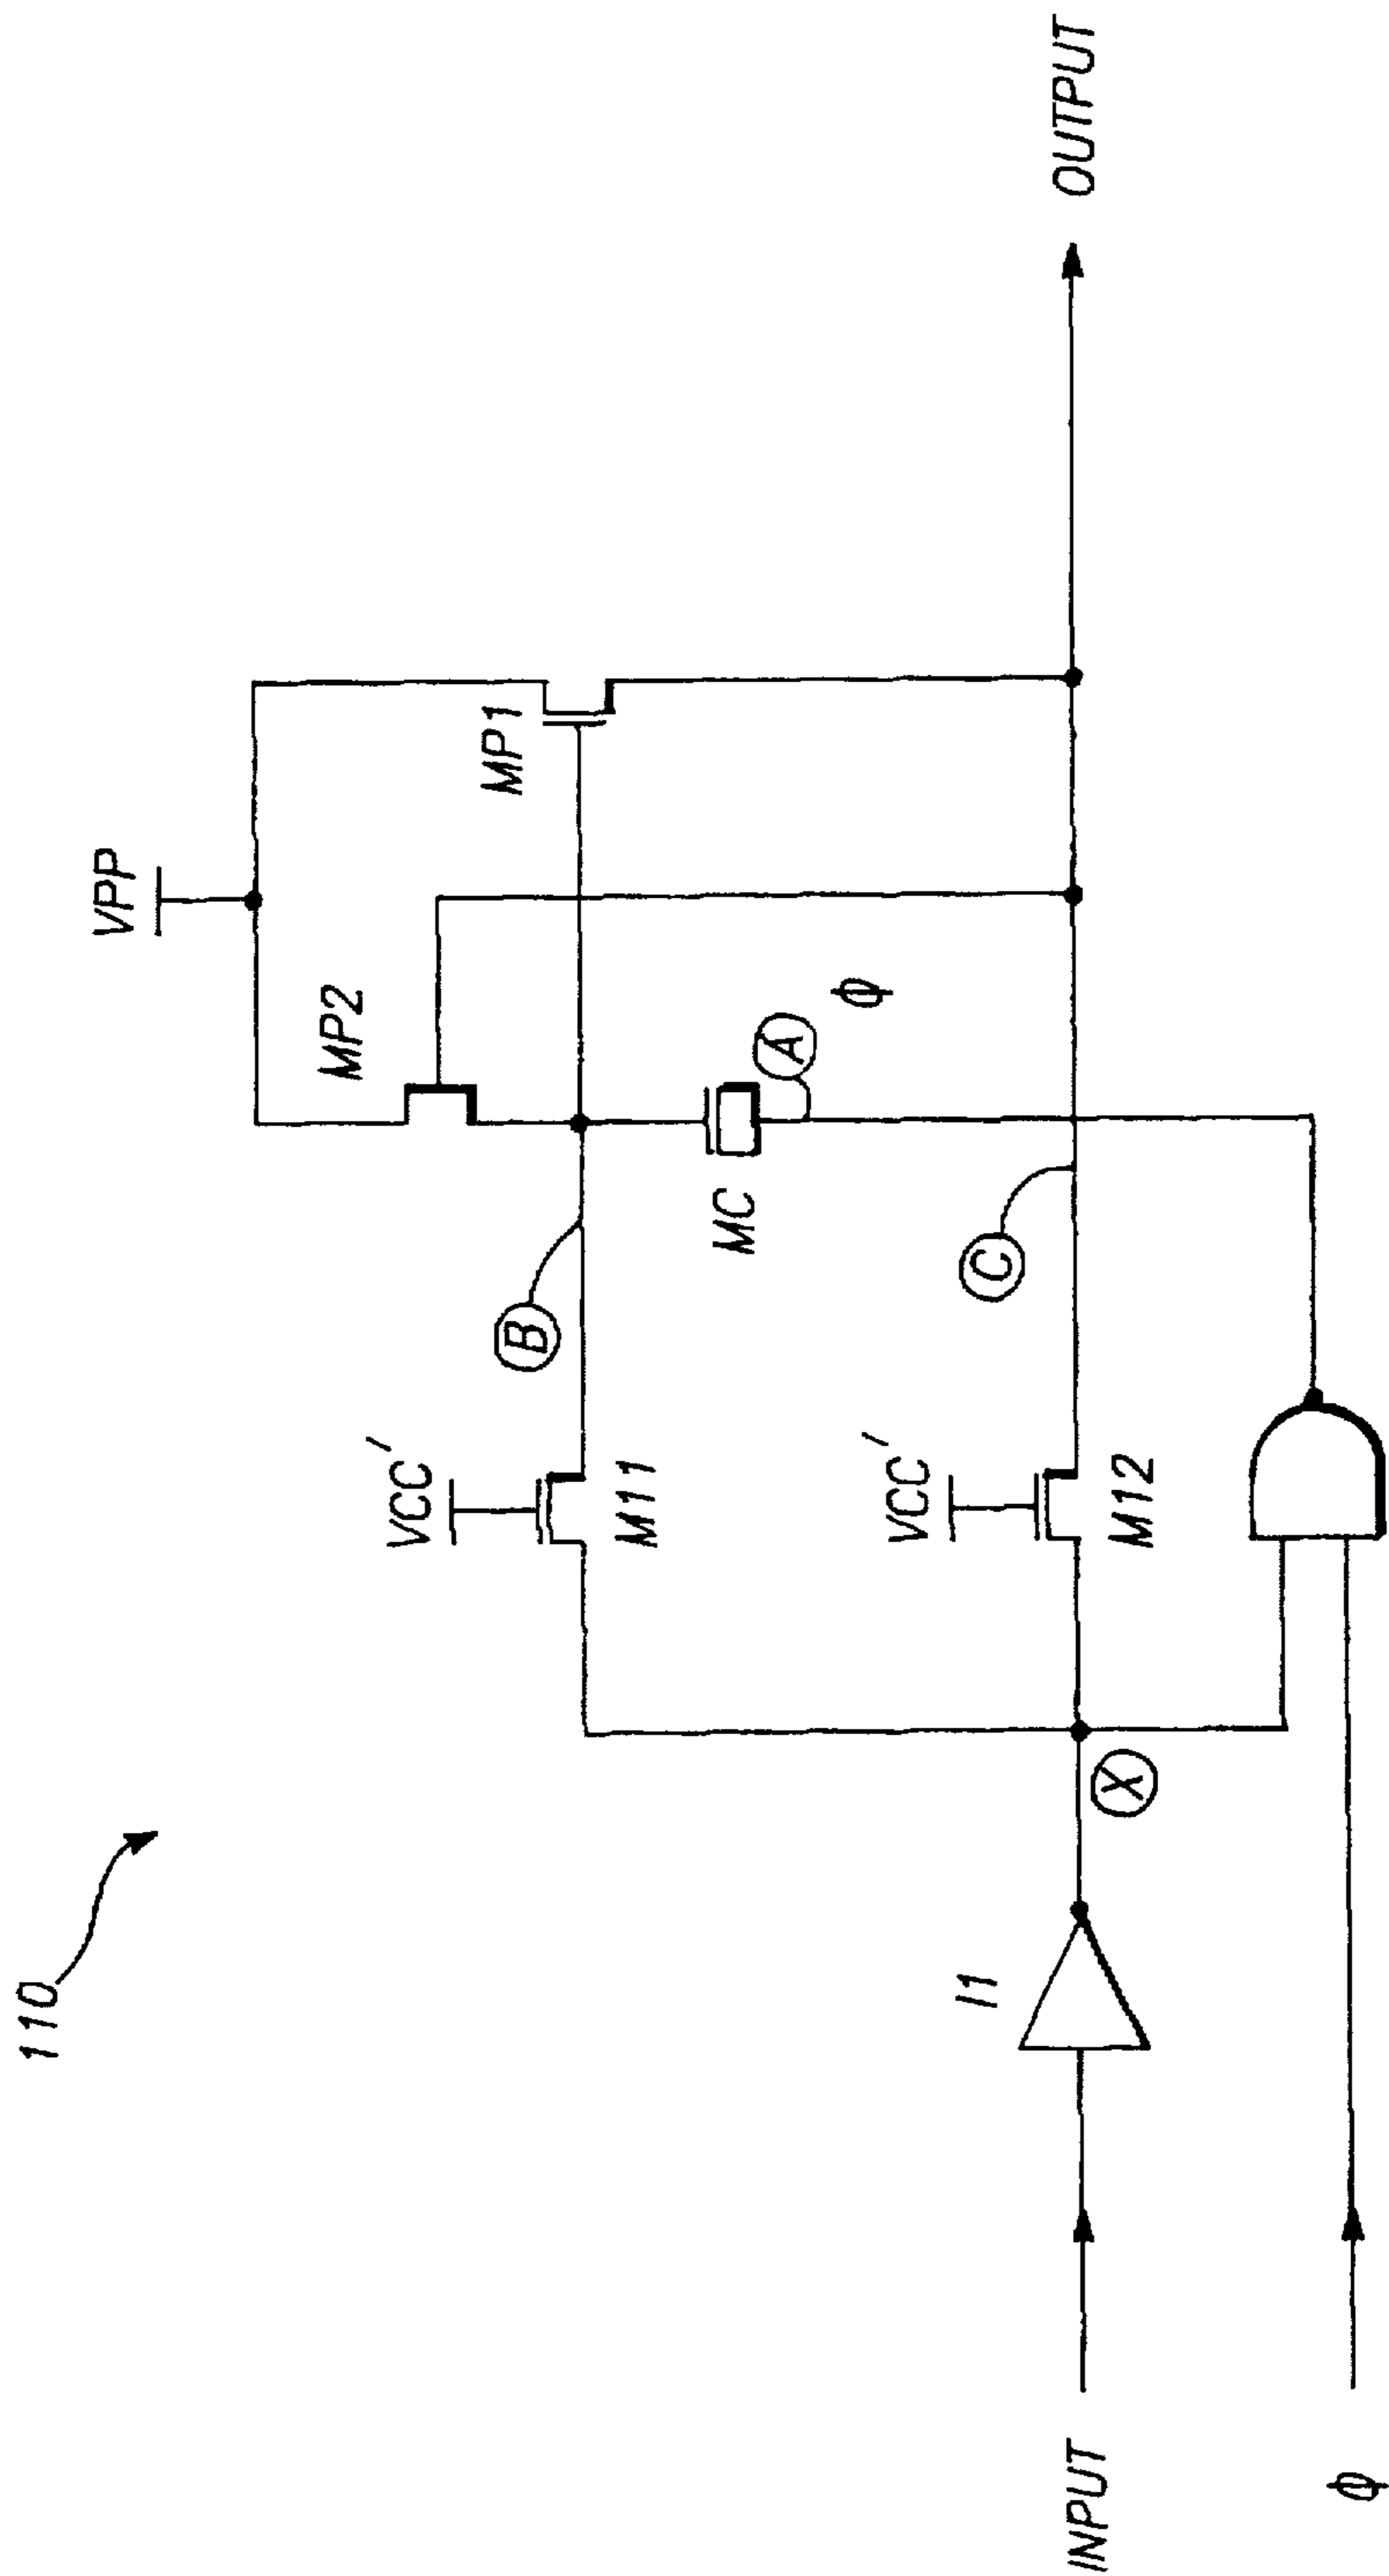 110
VPP
MP2
MP1
VCC'
B
M11
MC
A
ϕ
VCC'
C
M12
I1
X
INPUT
OUTPUT
ϕ